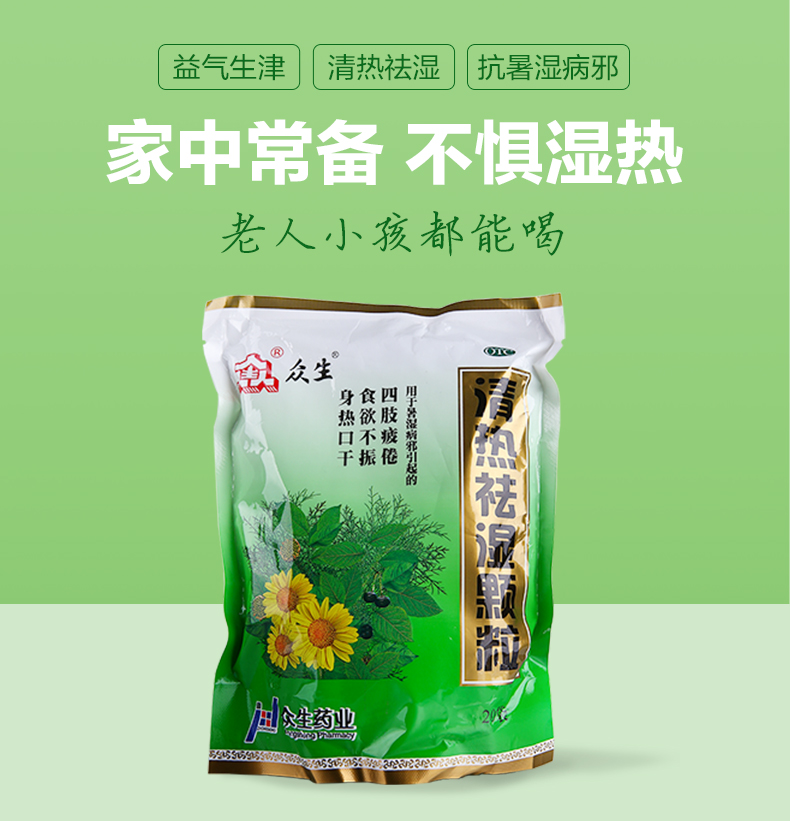 益气生津 清热祛湿 抗暑湿病邪
家中常备 不惧湿热
老人小孩都能喝
®
众生®
OTC
用于暑湿病邪引起的
四肢疲倦
食欲不振
身热口干
清热祛湿颗粒
众生药业
Pharmacy